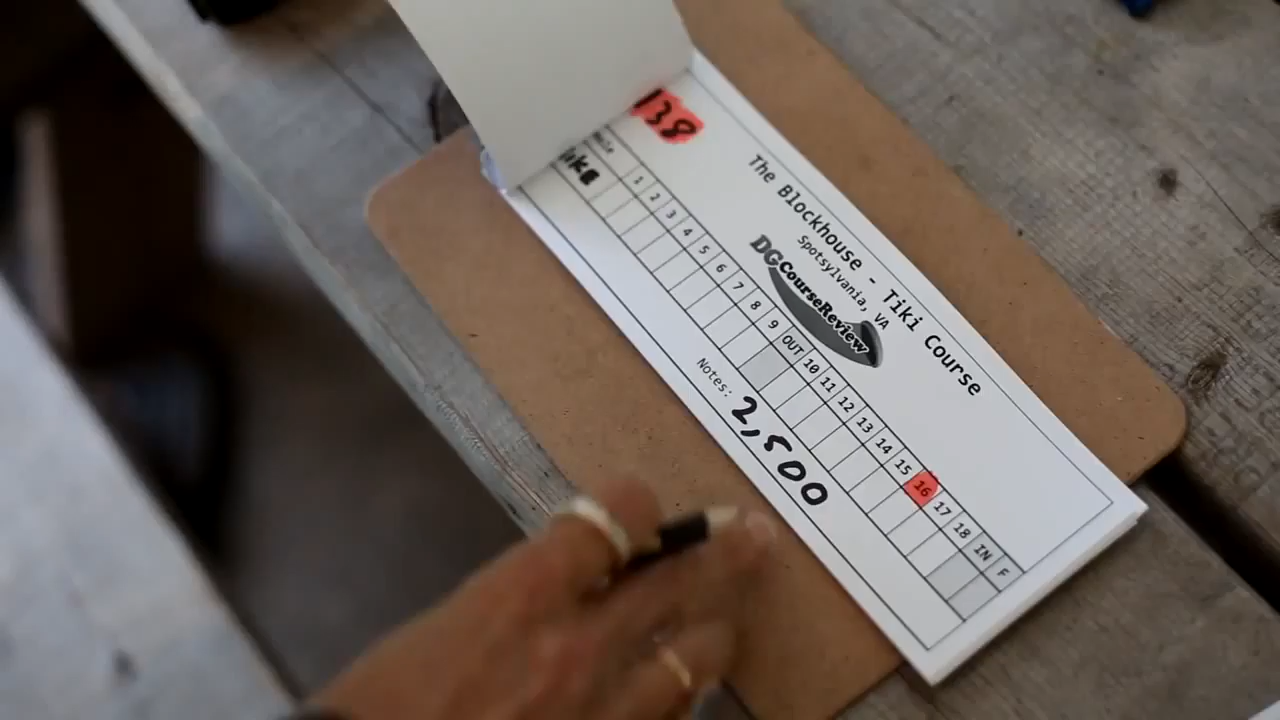 138
The Blockhouse - Tiki Course
Spotsylvania, VA
DGCourseReview
1 2 3 4 5 6 7 8 9 OUT 10 11 12 13 14 15 16 17 18 IN F
Notes: 2,500